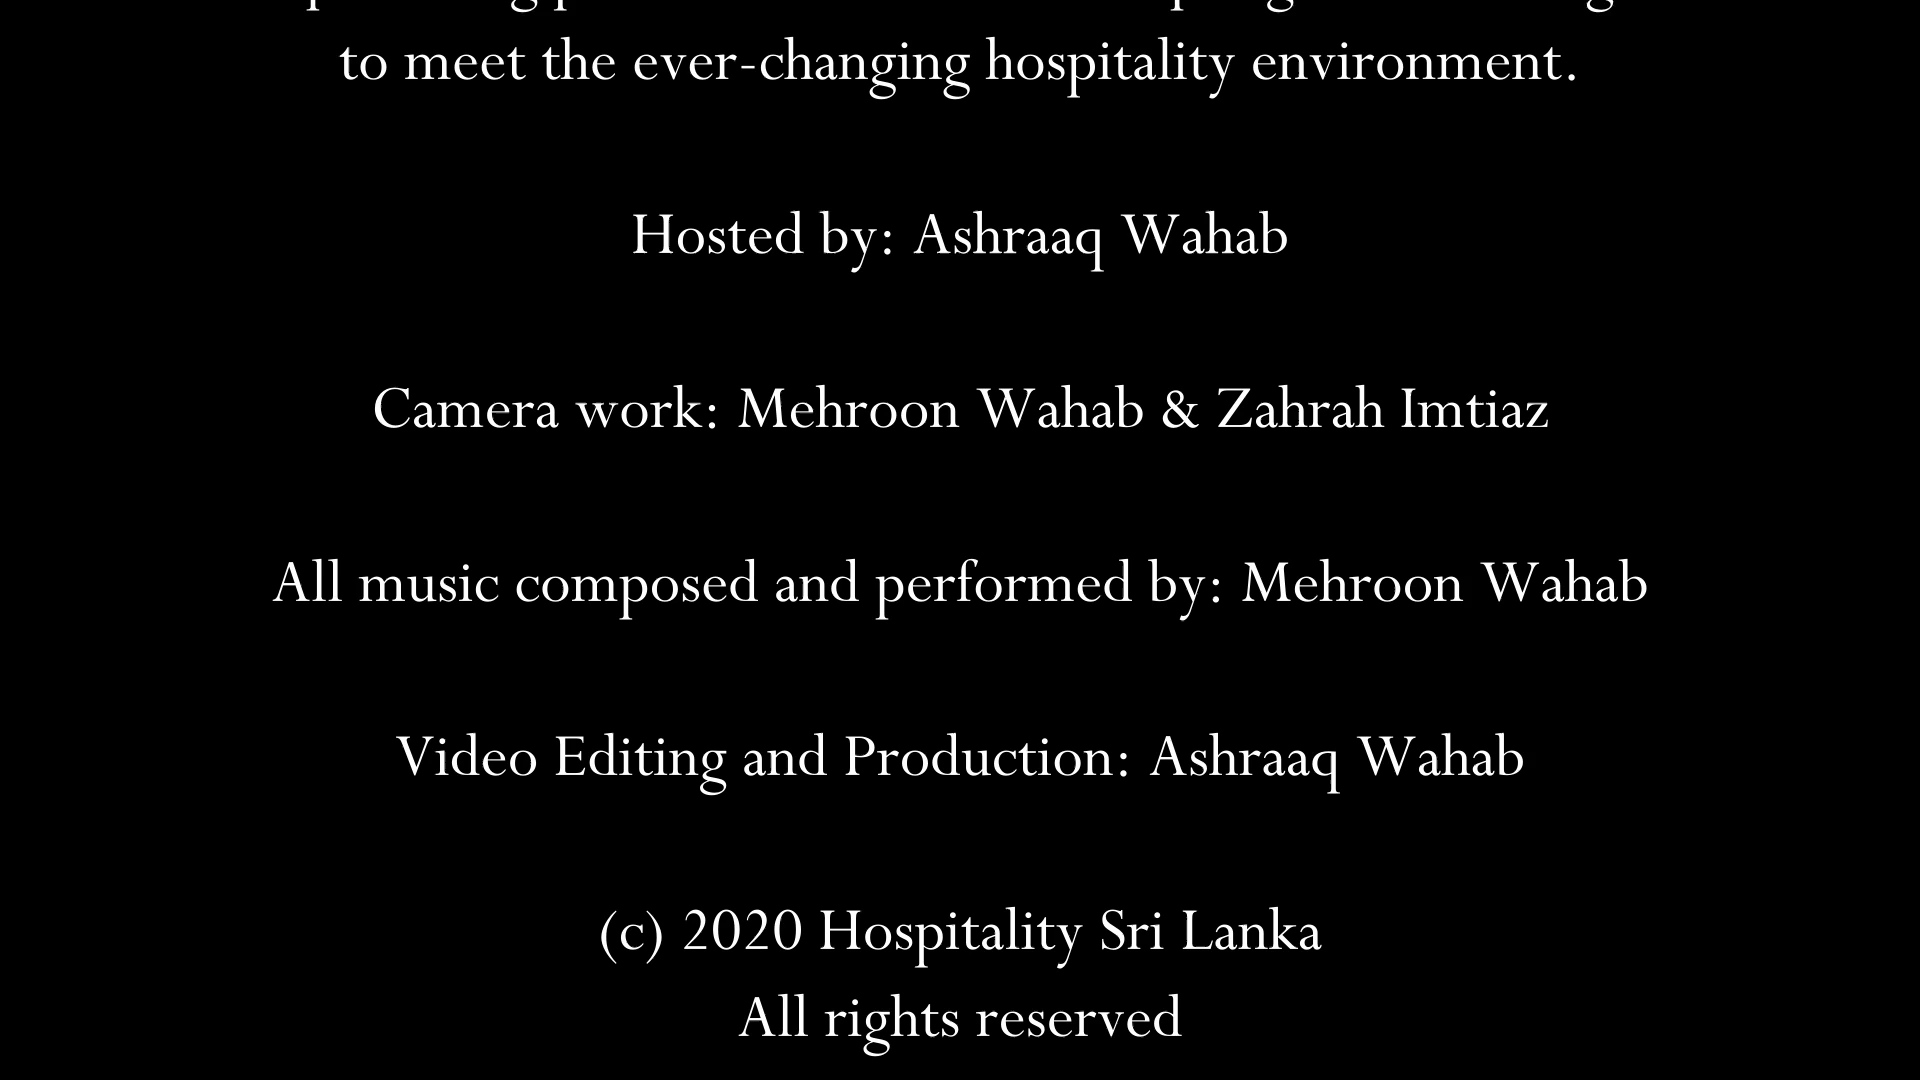 to meet the ever-changing hospitality environment.
Hosted by: Ashraaq Wahab
Camera work: Mehroon Wahab & Zahrah Imtiaz
All music composed and performed by: Mehroon Wahab
Video Editing and Production: Ashraaq Wahab
(c) 2020 Hospitality Sri Lanka
All rights reserved